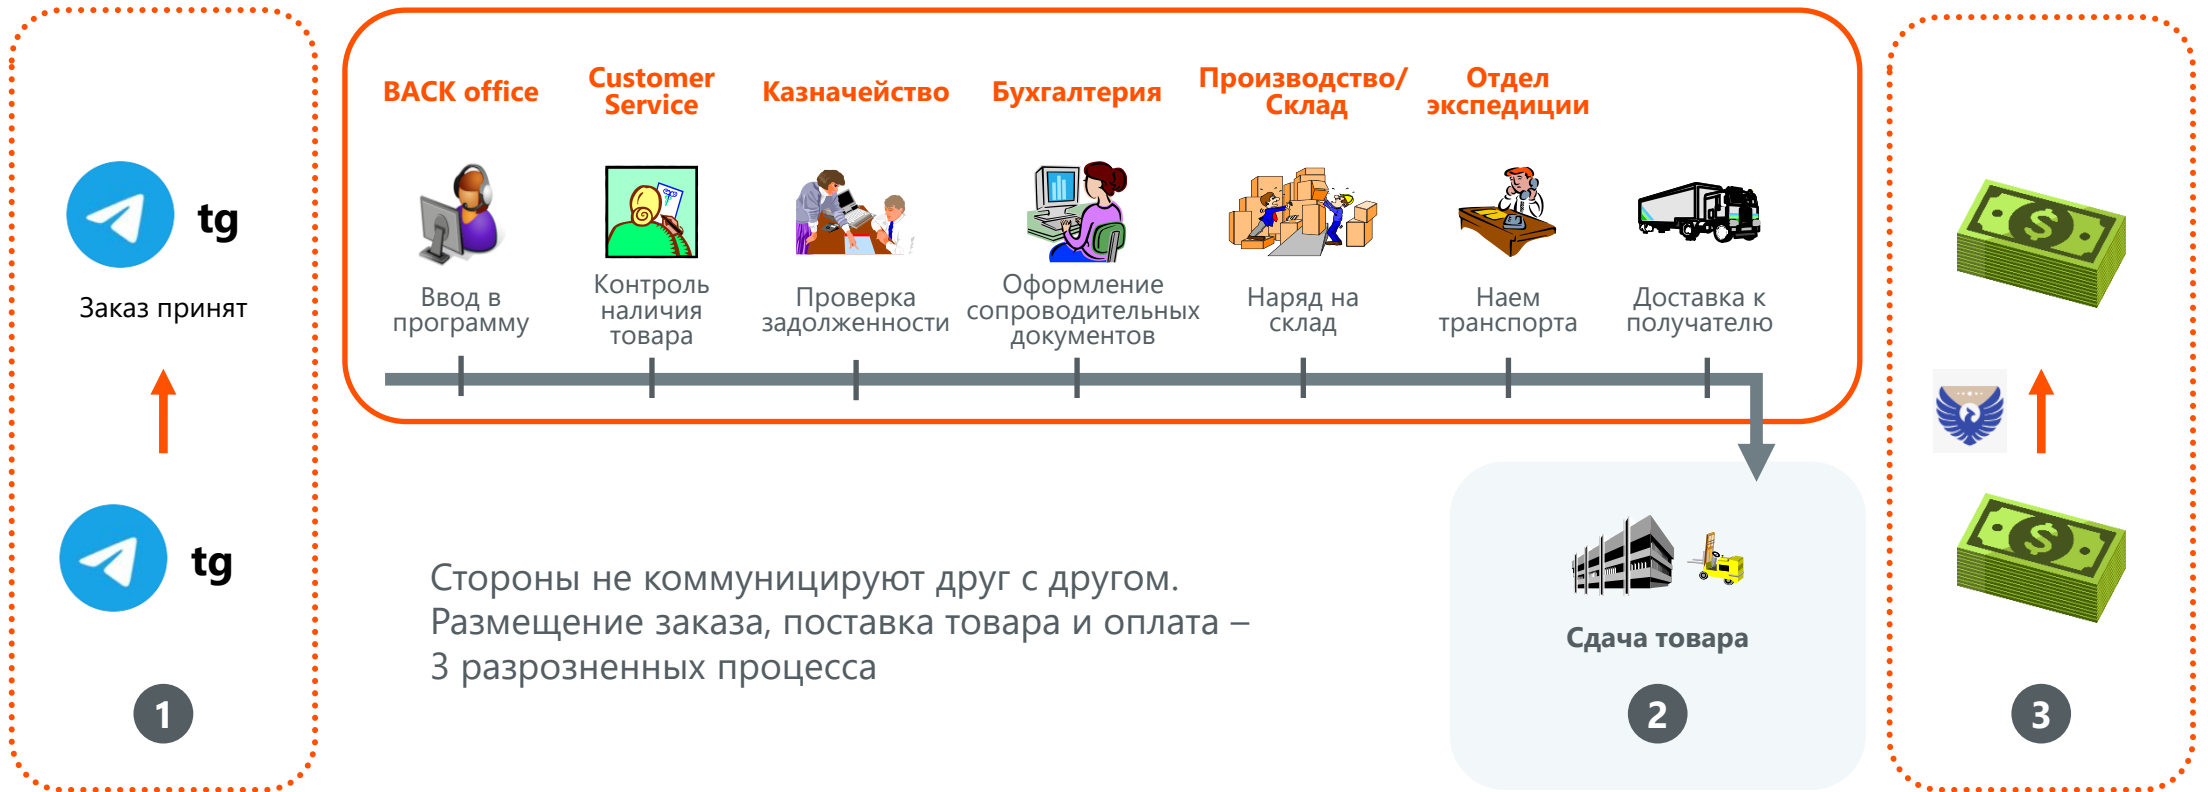 tg
Заказ принят
tg
1
BACK office
Customer
Service
Казначейство
Бухгалтерия
Производство/
Склад
Отдел
экспедиции
Ввод в
программу
Контроль
наличия
товара
Проверка
задолженности
Оформление
сопроводительных
документов
Наряд на
склад
Наем
транспорта
Доставка к
получателю
Стороны не коммуницируют друг с другом.
Размещение заказа, поставка товара и оплата –
3 разрозненных процесса
Сдача товара
2
3